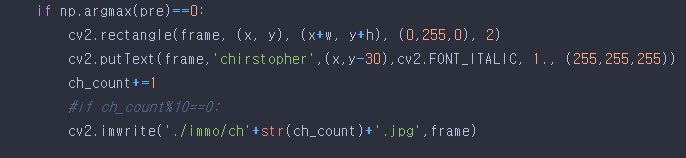 if np.argmax(pre)==0:
cv2.rectangle(frame, (x, y), (x+w, y+h), (0,255,0), 2)
cv2.putText(frame,'chirstopher',(x,y-30),cv2.FONT_ITALIC, 1., (255,255,255))
ch_count+=1
#if ch_count%10==0:
cv2.imwrite('./immo/ch'+str(ch_count)+'.jpg',frame)